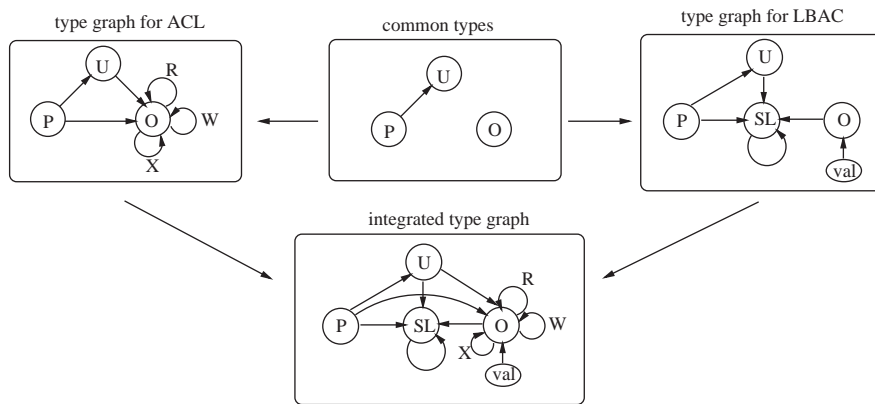 type graph for ACL
common types
type graph for LBAC
U
R
P
O
W
X
U
P
O
U
P
SL
O
val
integrated type graph
U
R
P
SL
O
W
X
val